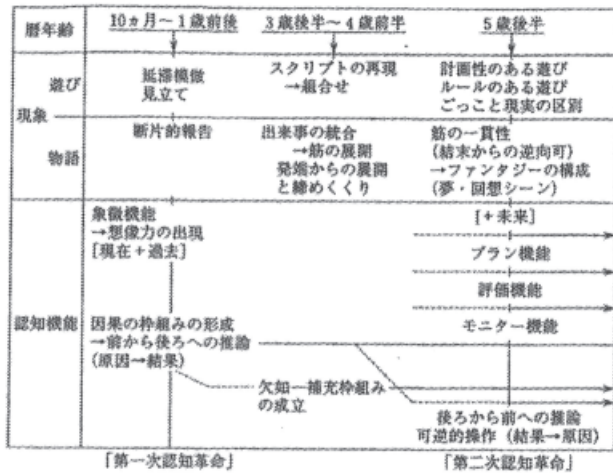 暦年齢
10ヵ月〜1歳前後
3歳後半〜4歳前半
5歳後半
現象
遊び
延滞模倣
見立て
スクリプトの再現
→組合せ
計画性のある遊び
ルールのある遊び
ごっこと現実の区別
物語
断片的報告
出来事の統合
→筋の展開
発端からの展開
と締めくくり
筋の一貫性
(結末からの逆向可)
→ファンタジーの構成
(夢・回想シーン)
認知機能
象徴機能
→想像力の出現
[現在+過去]
[+未来]
プラン機能
評価機能
モニター機能
因果の枠組みの形成
→前から後ろへの推論
(原因→結果)
欠如—補充枠組み
の成立
後ろから前への推論
可逆的操作(結果→原因)
「第一次認知革命」
「第二次認知革命」